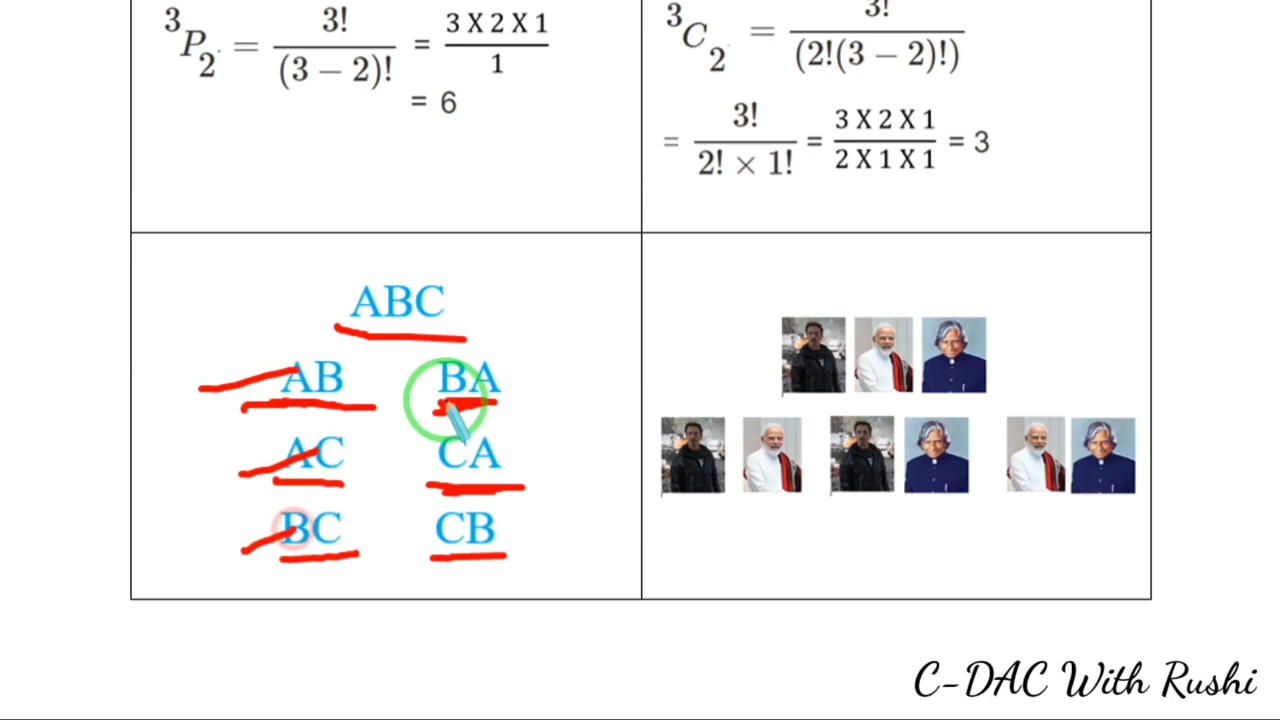 ³P₂ = 3! / (3 − 2)! = 3 X 2 X 1 / 1
= 6
³C₂ = 3! / (2!(3 − 2)!)
= 3! / 2! × 1! = 3 X 2 X 1 / 2 X 1 X 1 = 3
ABC
AB BA
AC CA
BC CB
C-DAC With Rushi